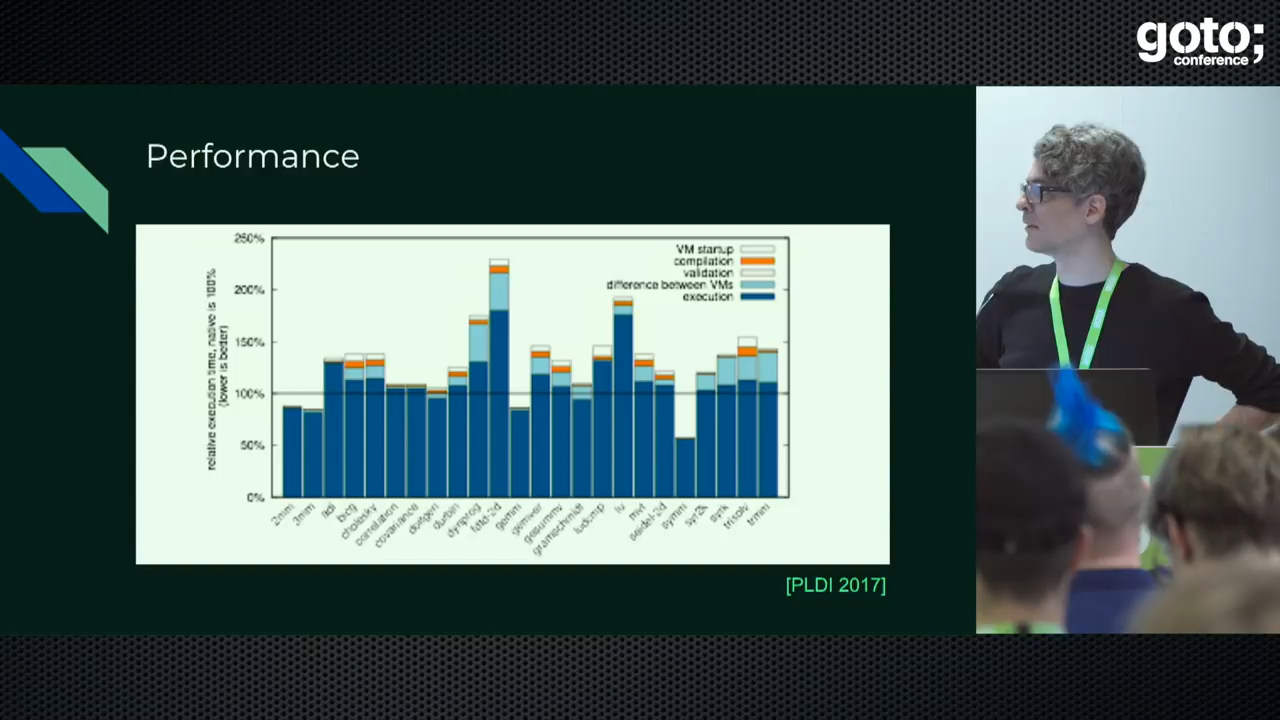 goto;
conference
Performance
250%
200%
150%
100%
50%
0%
relative execution time, native is 100%
(lower is better)
VM startup
compilation
validation
difference between VMs
execution
2mm
3mm
adi
bicg
cholesky
correlation
covariance
doitgen
durbin
dynprog
fdtd-2d
gemm
gemver
gesummv
gramschmidt
ludcmp
lu
mvt
seidel-2d
symm
syr2k
syrk
trisolv
trmm
[PLDI 2017]